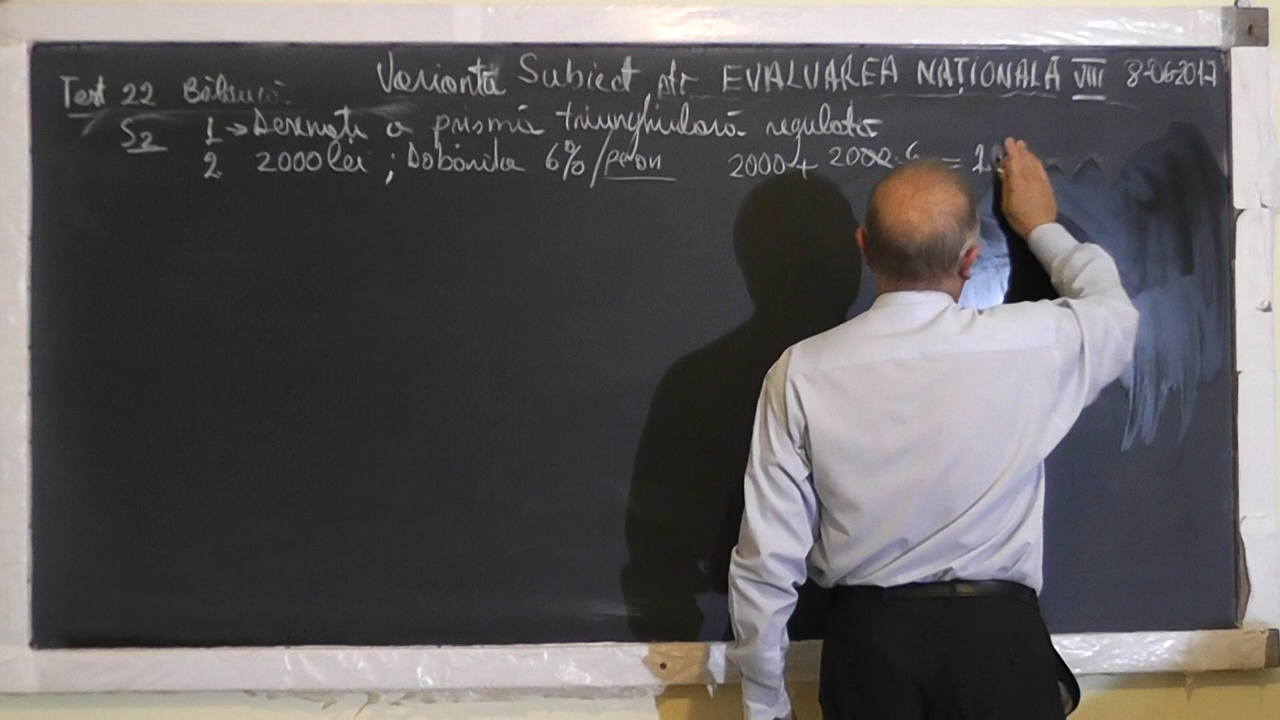 Test 22 Varianta Subiect ptr EVALUAREA NAȚIONALĂ VIII 8-06-2017
S2 1 → Desenați o prismă triunghiulară regulată
2. 2000 lei ; Dobânda 6% / pe an 2000 + 2000·6 =